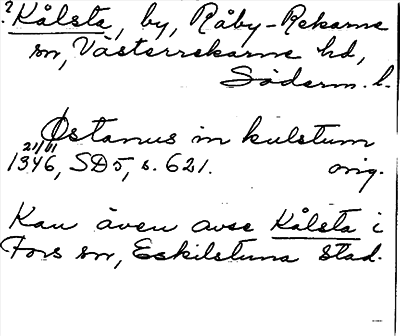 ? Kålsta, by, Råby-Rekarne
sn, Västerrekarne hd,
Söderm. l.
Østanus in kulstum
21/11
1346, SD5, s. 621. orig.
Kan även avse Kålsta i
Fors sn, Eskilstuna stad.